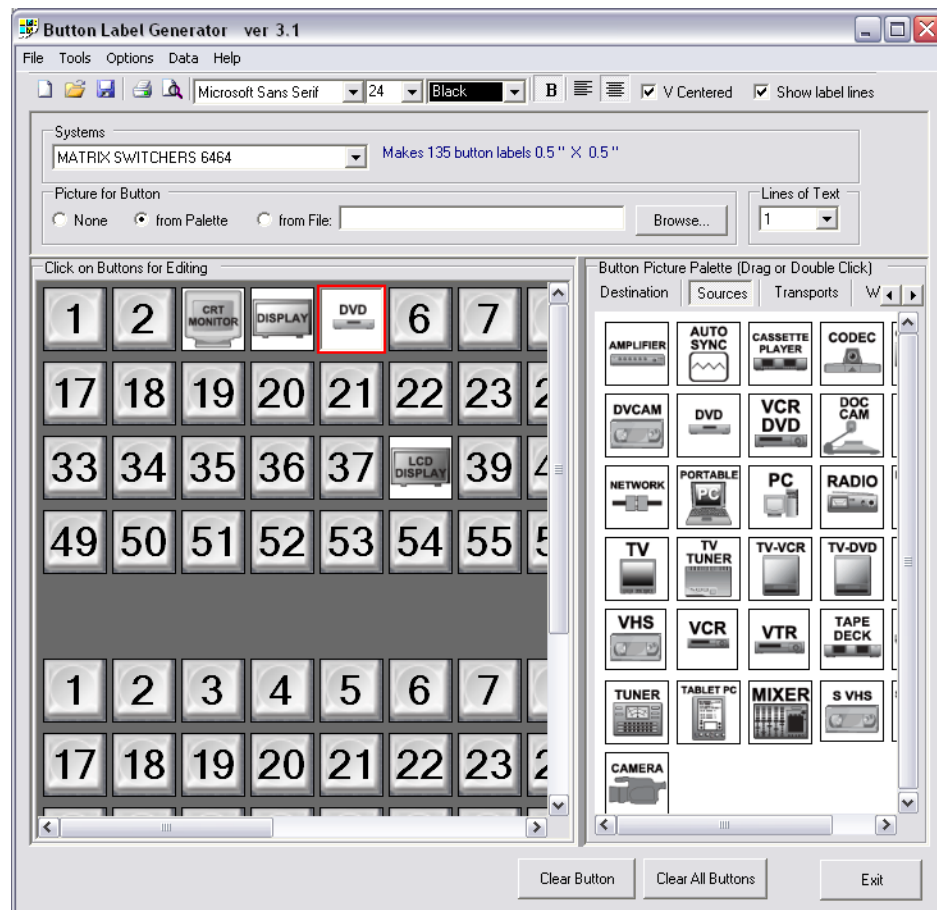 Button Label Generator ver 3.1
File Tools Options Data Help
Microsoft Sans Serif 24 Black B V Centered Show label lines
Systems
MATRIX SWITCHERS 6464 Makes 135 button labels 0.5 " X 0.5 "
Picture for Button Lines of Text
None from Palette from File: Browse... 1
Click on Buttons for Editing
1 2 CRT MONITOR DISPLAY DVD 6 7
17 18 19 20 21 22 23 2
33 34 35 36 37 LCD DISPLAY 39 4
49 50 51 52 53 54 55 5
1 2 3 4 5 6 7
17 18 19 20 21 22 23 2
Button Picture Palette (Drag or Double Click)
Destination Sources Transports W
AMPLIFIER AUTO SYNC CASSETTE PLAYER CODEC
DVCAM DVD VCR DVD DOC CAM
NETWORK PORTABLE PC PC RADIO
TV TV TUNER TV-VCR TV-DVD
VHS VCR VTR TAPE DECK
TUNER TABLET PC MIXER S VHS
CAMERA
Clear Button Clear All Buttons Exit